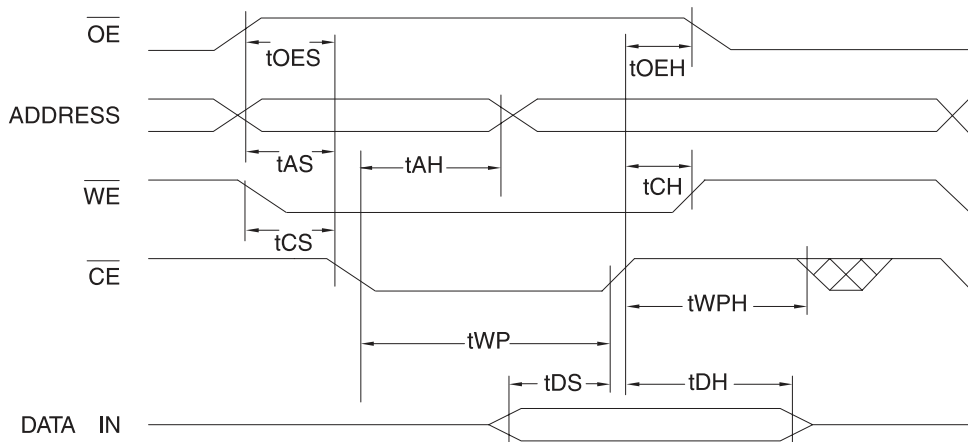 OE
tOES
tOEH
ADDRESS
tAS
tAH
tCH
WE
tCS
CE
tWPH
tWP
tDS
tDH
DATA IN